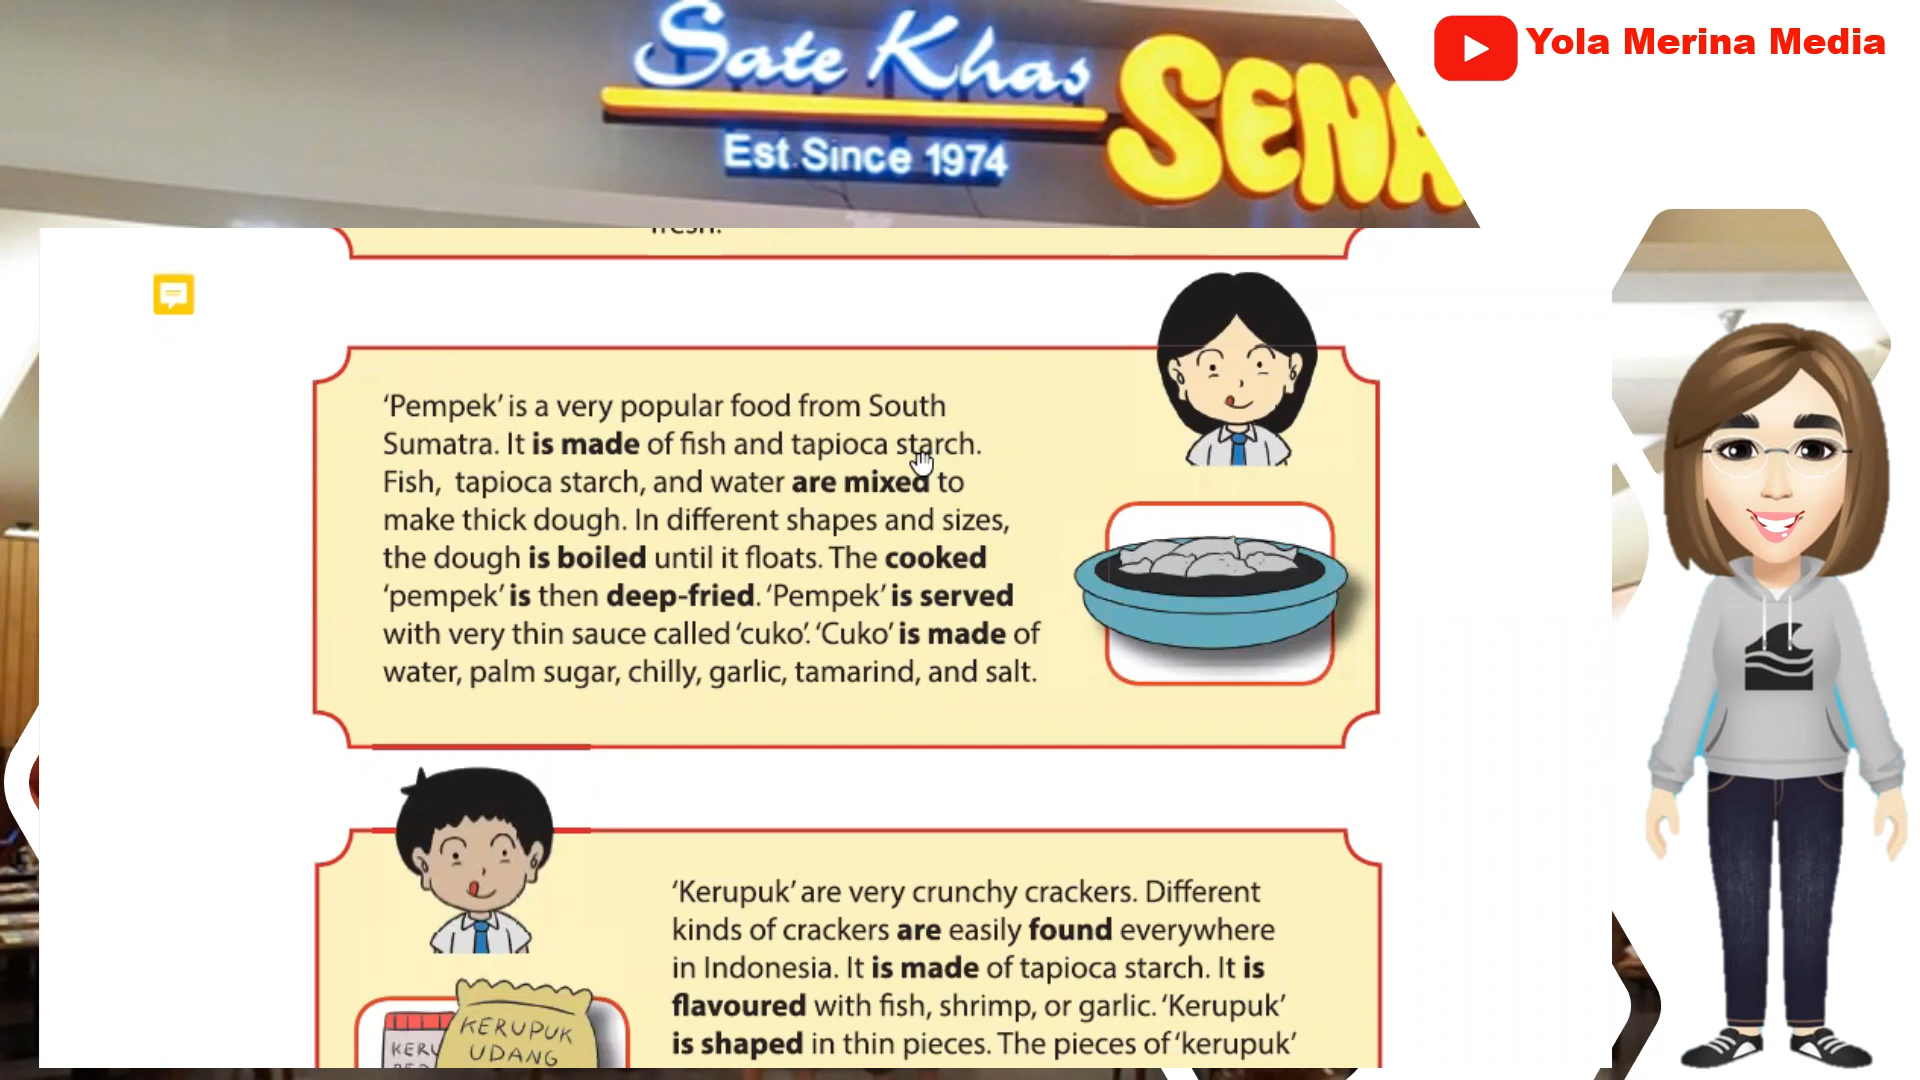 Sate Khas
SENA
Est Since 1974
Yola Merina Media
fresh.
‘Pempek’ is a very popular food from South
Sumatra. It is made of fish and tapioca starch.
Fish, tapioca starch, and water are mixed to
make thick dough. In different shapes and sizes,
the dough is boiled until it floats. The cooked
‘pempek’ is then deep-fried. ‘Pempek’ is served
with very thin sauce called ‘cuko’. ‘Cuko’ is made of
water, palm sugar, chilly, garlic, tamarind, and salt.
‘Kerupuk’ are very crunchy crackers. Different
kinds of crackers are easily found everywhere
in Indonesia. It is made of tapioca starch. It is
flavoured with fish, shrimp, or garlic. ‘Kerupuk’
is shaped in thin pieces. The pieces of ‘kerupuk’
KERUPUK
UDANG
KERU